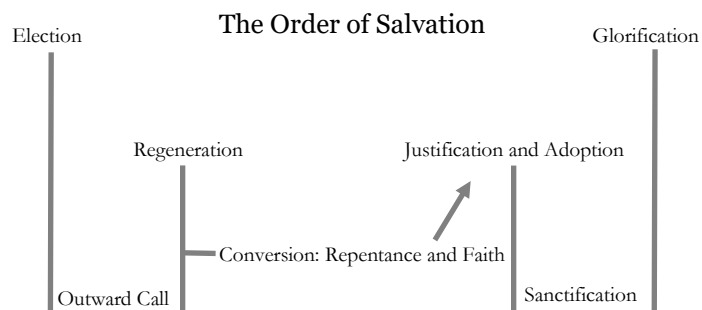 The Order of Salvation
Election
Glorification
Regeneration
Justification and Adoption
Conversion: Repentance and Faith
Outward Call
Sanctification